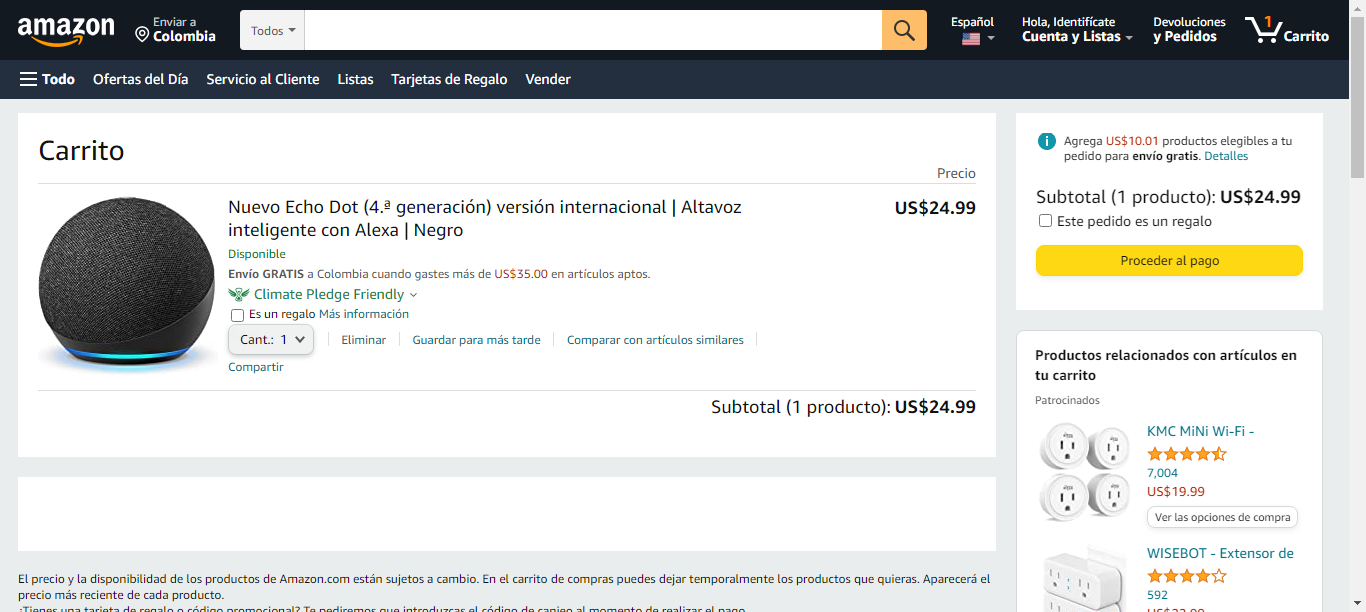 amazon
Enviar a
Colombia
Todos
Español
Hola, Identifícate
Cuenta y Listas
Devoluciones
y Pedidos
1
Carrito
Todo
Ofertas del Día
Servicio al Cliente
Listas
Tarjetas de Regalo
Vender
Carrito
Precio
Nuevo Echo Dot (4.ª generación) versión internacional | Altavoz
inteligente con Alexa | Negro
US$24.99
Disponible
Envío GRATIS a Colombia cuando gastes más de US$35.00 en artículos aptos.
Climate Pledge Friendly
Es un regalo Más información
Cant.: 1
Eliminar
Guardar para más tarde
Comparar con artículos similares
Compartir
Subtotal (1 producto): US$24.99
Agrega US$10.01 productos elegibles a tu
pedido para envío gratis. Detalles
Subtotal (1 producto): US$24.99
Este pedido es un regalo
Proceder al pago
Productos relacionados con artículos en
tu carrito
Patrocinados
KMC MiNi Wi-Fi -
7,004
US$19.99
Ver las opciones de compra
WISEBOT - Extensor de
592
El precio y la disponibilidad de los productos de Amazon.com están sujetos a cambio. En el carrito de compras puedes dejar temporalmente los productos que quieras. Aparecerá el
precio más reciente de cada producto.
¿Tienes una tarjeta de regalo o código promocional? Te pediremos que introduzcas el código de canjeo al momento de realizar el pago.